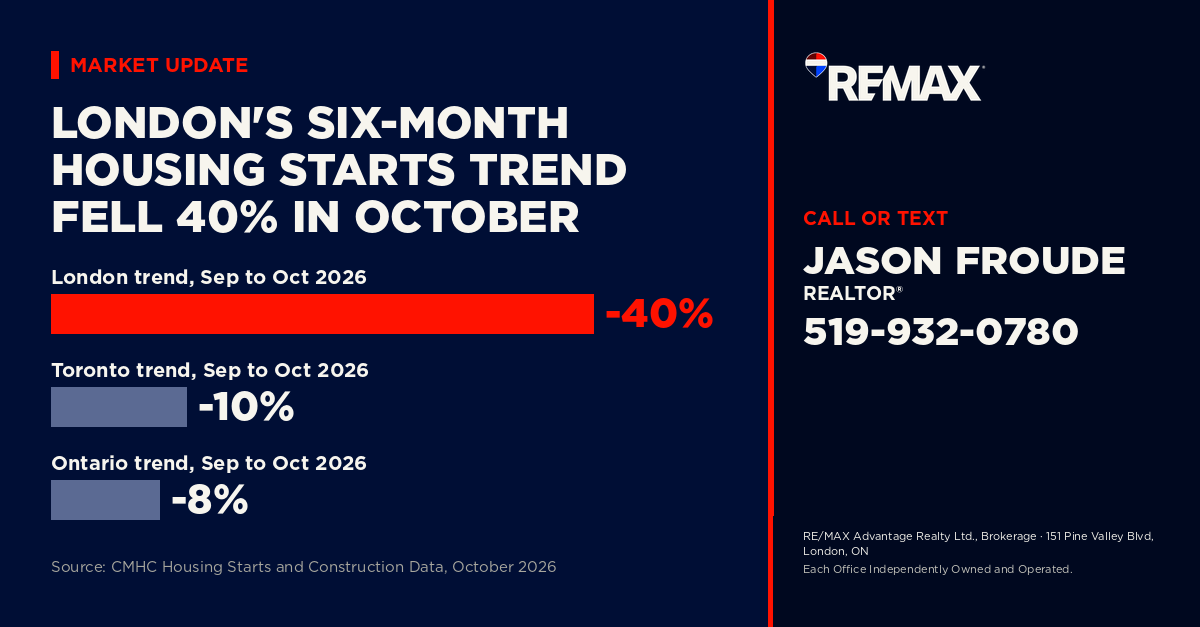 MARKET UPDATE
LONDON'S SIX-MONTH
HOUSING STARTS TREND
FELL 40% IN OCTOBER
London trend, Sep to Oct 2026
-40%
Toronto trend, Sep to Oct 2026
-10%
Ontario trend, Sep to Oct 2026
-8%
Source: CMHC Housing Starts and Construction Data, October 2026
REMAX
CALL OR TEXT
JASON FROUDE
REALTOR®
519-932-0780
RE/MAX Advantage Realty Ltd., Brokerage · 151 Pine Valley Blvd,
London, ON
Each Office Independently Owned and Operated.